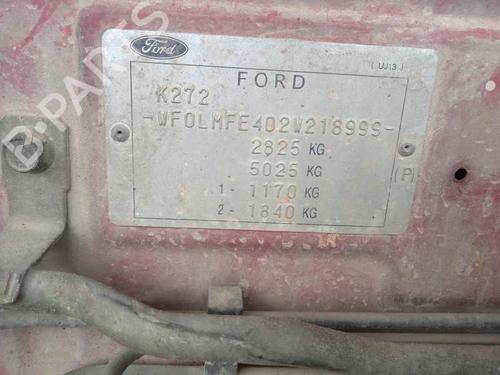 Ford
( UJ13 )
FORD
K272
-WF0LMFE402W218999-
2825 KG
5025 KG (P)
1 - 1170 KG
2 - 1840 KG
B-PARTS